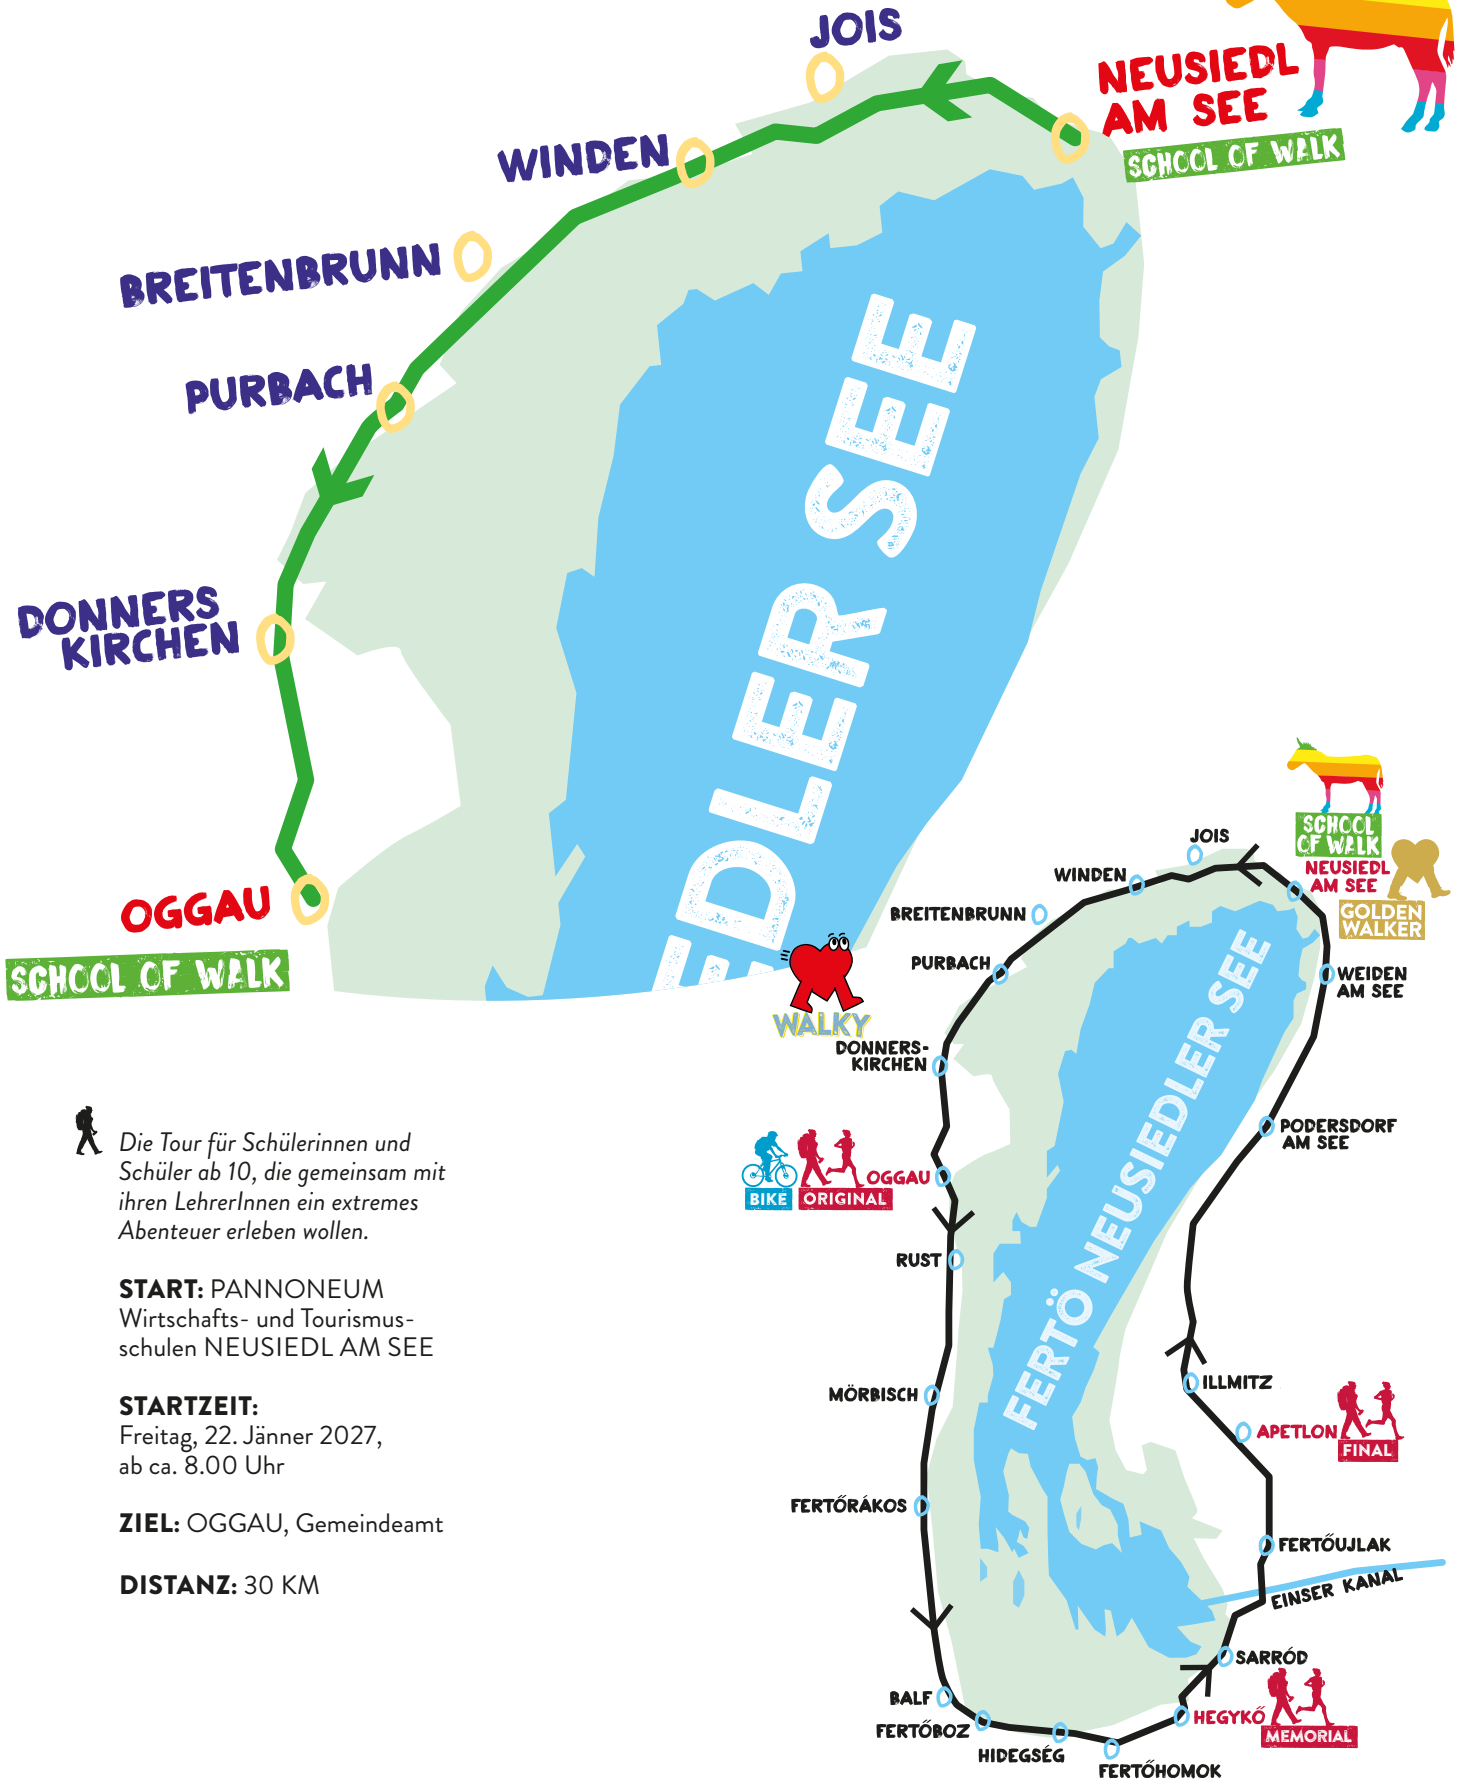 JOIS
NEUSIEDL
AM SEE
SCHOOL OF WALK
WINDEN
BREITENBRUNN
PURBACH
DONNERS
KIRCHEN
OGGAU
SCHOOL OF WALK
EDLER SEE
WALKY
Die Tour für Schülerinnen und
Schüler ab 10, die gemeinsam mit
ihren LehrerInnen ein extremes
Abenteuer erleben wollen.
START: PANNONEUM
Wirtschafts- und Tourismus-
schulen NEUSIEDL AM SEE
STARTZEIT:
Freitag, 22. Jänner 2027,
ab ca. 8.00 Uhr
ZIEL: OGGAU, Gemeindeamt
DISTANZ: 30 KM
SCHOOL
OF WALK
NEUSIEDL
AM SEE
GOLDEN
WALKER
JOIS
WINDEN
BREITENBRUNN
PURBACH
WEIDEN
AM SEE
DONNERS-
KIRCHEN
PODERSDORF
AM SEE
BIKE
ORIGINAL
OGGAU
RUST
FERTÖ NEUSIEDLER SEE
MÖRBISCH
ILLMITZ
APETLON
FINAL
FERTŐRÁKOS
FERTŐUJLAK
EINSER KANAL
SARRÓD
BALF
HEGYKŐ
MEMORIAL
FERTŐBOZ
HIDEGSÉG
FERTŐHOMOK